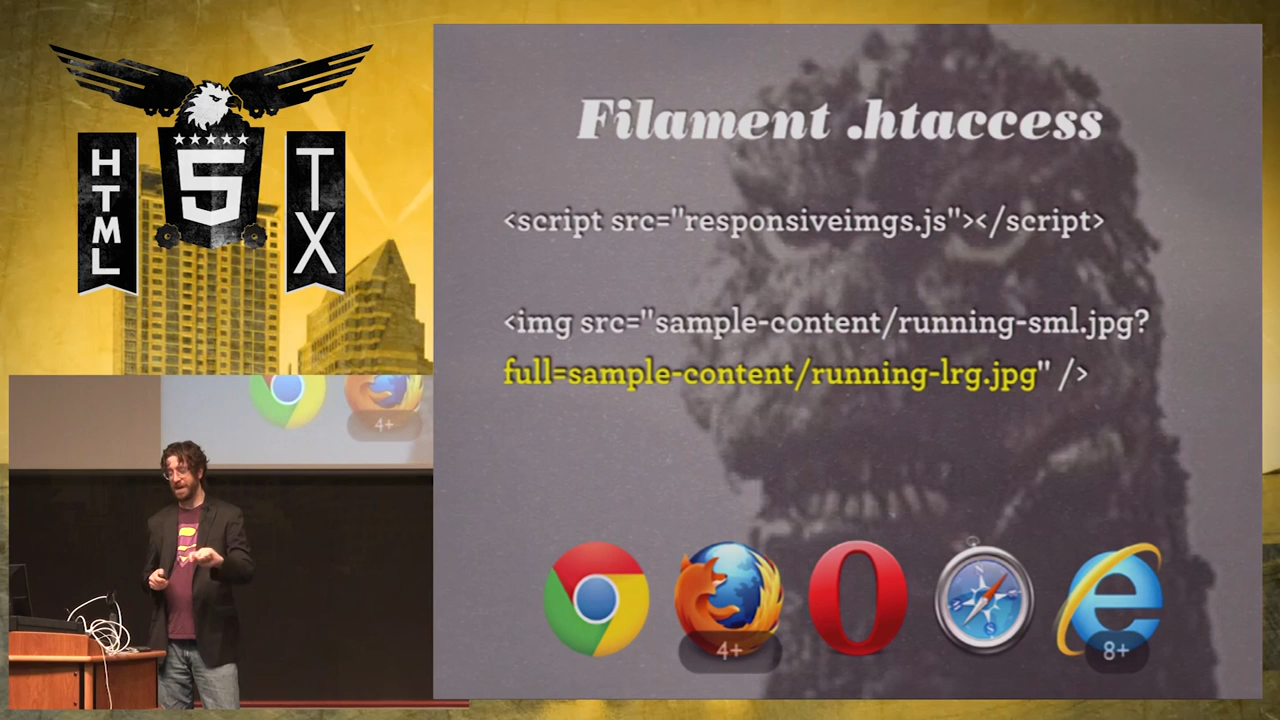 HTML
5
TX
Filament .htaccess
<script src="responsiveimgs.js"></script>
<img src="sample-content/running-sml.jpg?
full=sample-content/running-lrg.jpg" />
4+
4+
8+